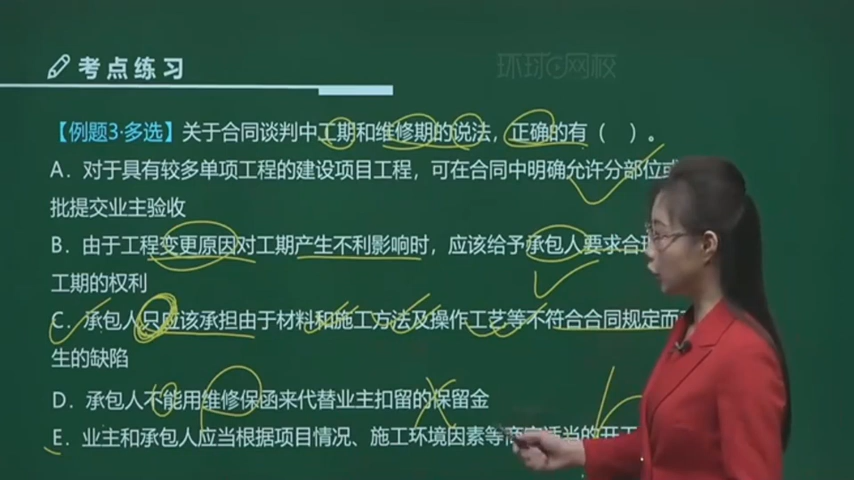 考点练习
环球网校
【例题3·多选】关于合同谈判中工期和维修期的说法，正确的有（ ）。
A．对于具有较多单项工程的建设项目工程，可在合同中明确允许分部位或
批提交业主验收
B．由于工程变更原因对工期产生不利影响时，应该给予承包人要求合
工期的权利
C．承包人只应该承担由于材料和施工方法及操作工艺等不符合合同规定而
生的缺陷
D．承包人不能用维修保函来代替业主扣留的保留金
E．业主和承包人应当根据项目情况、施工环境因素等商定适当的开工